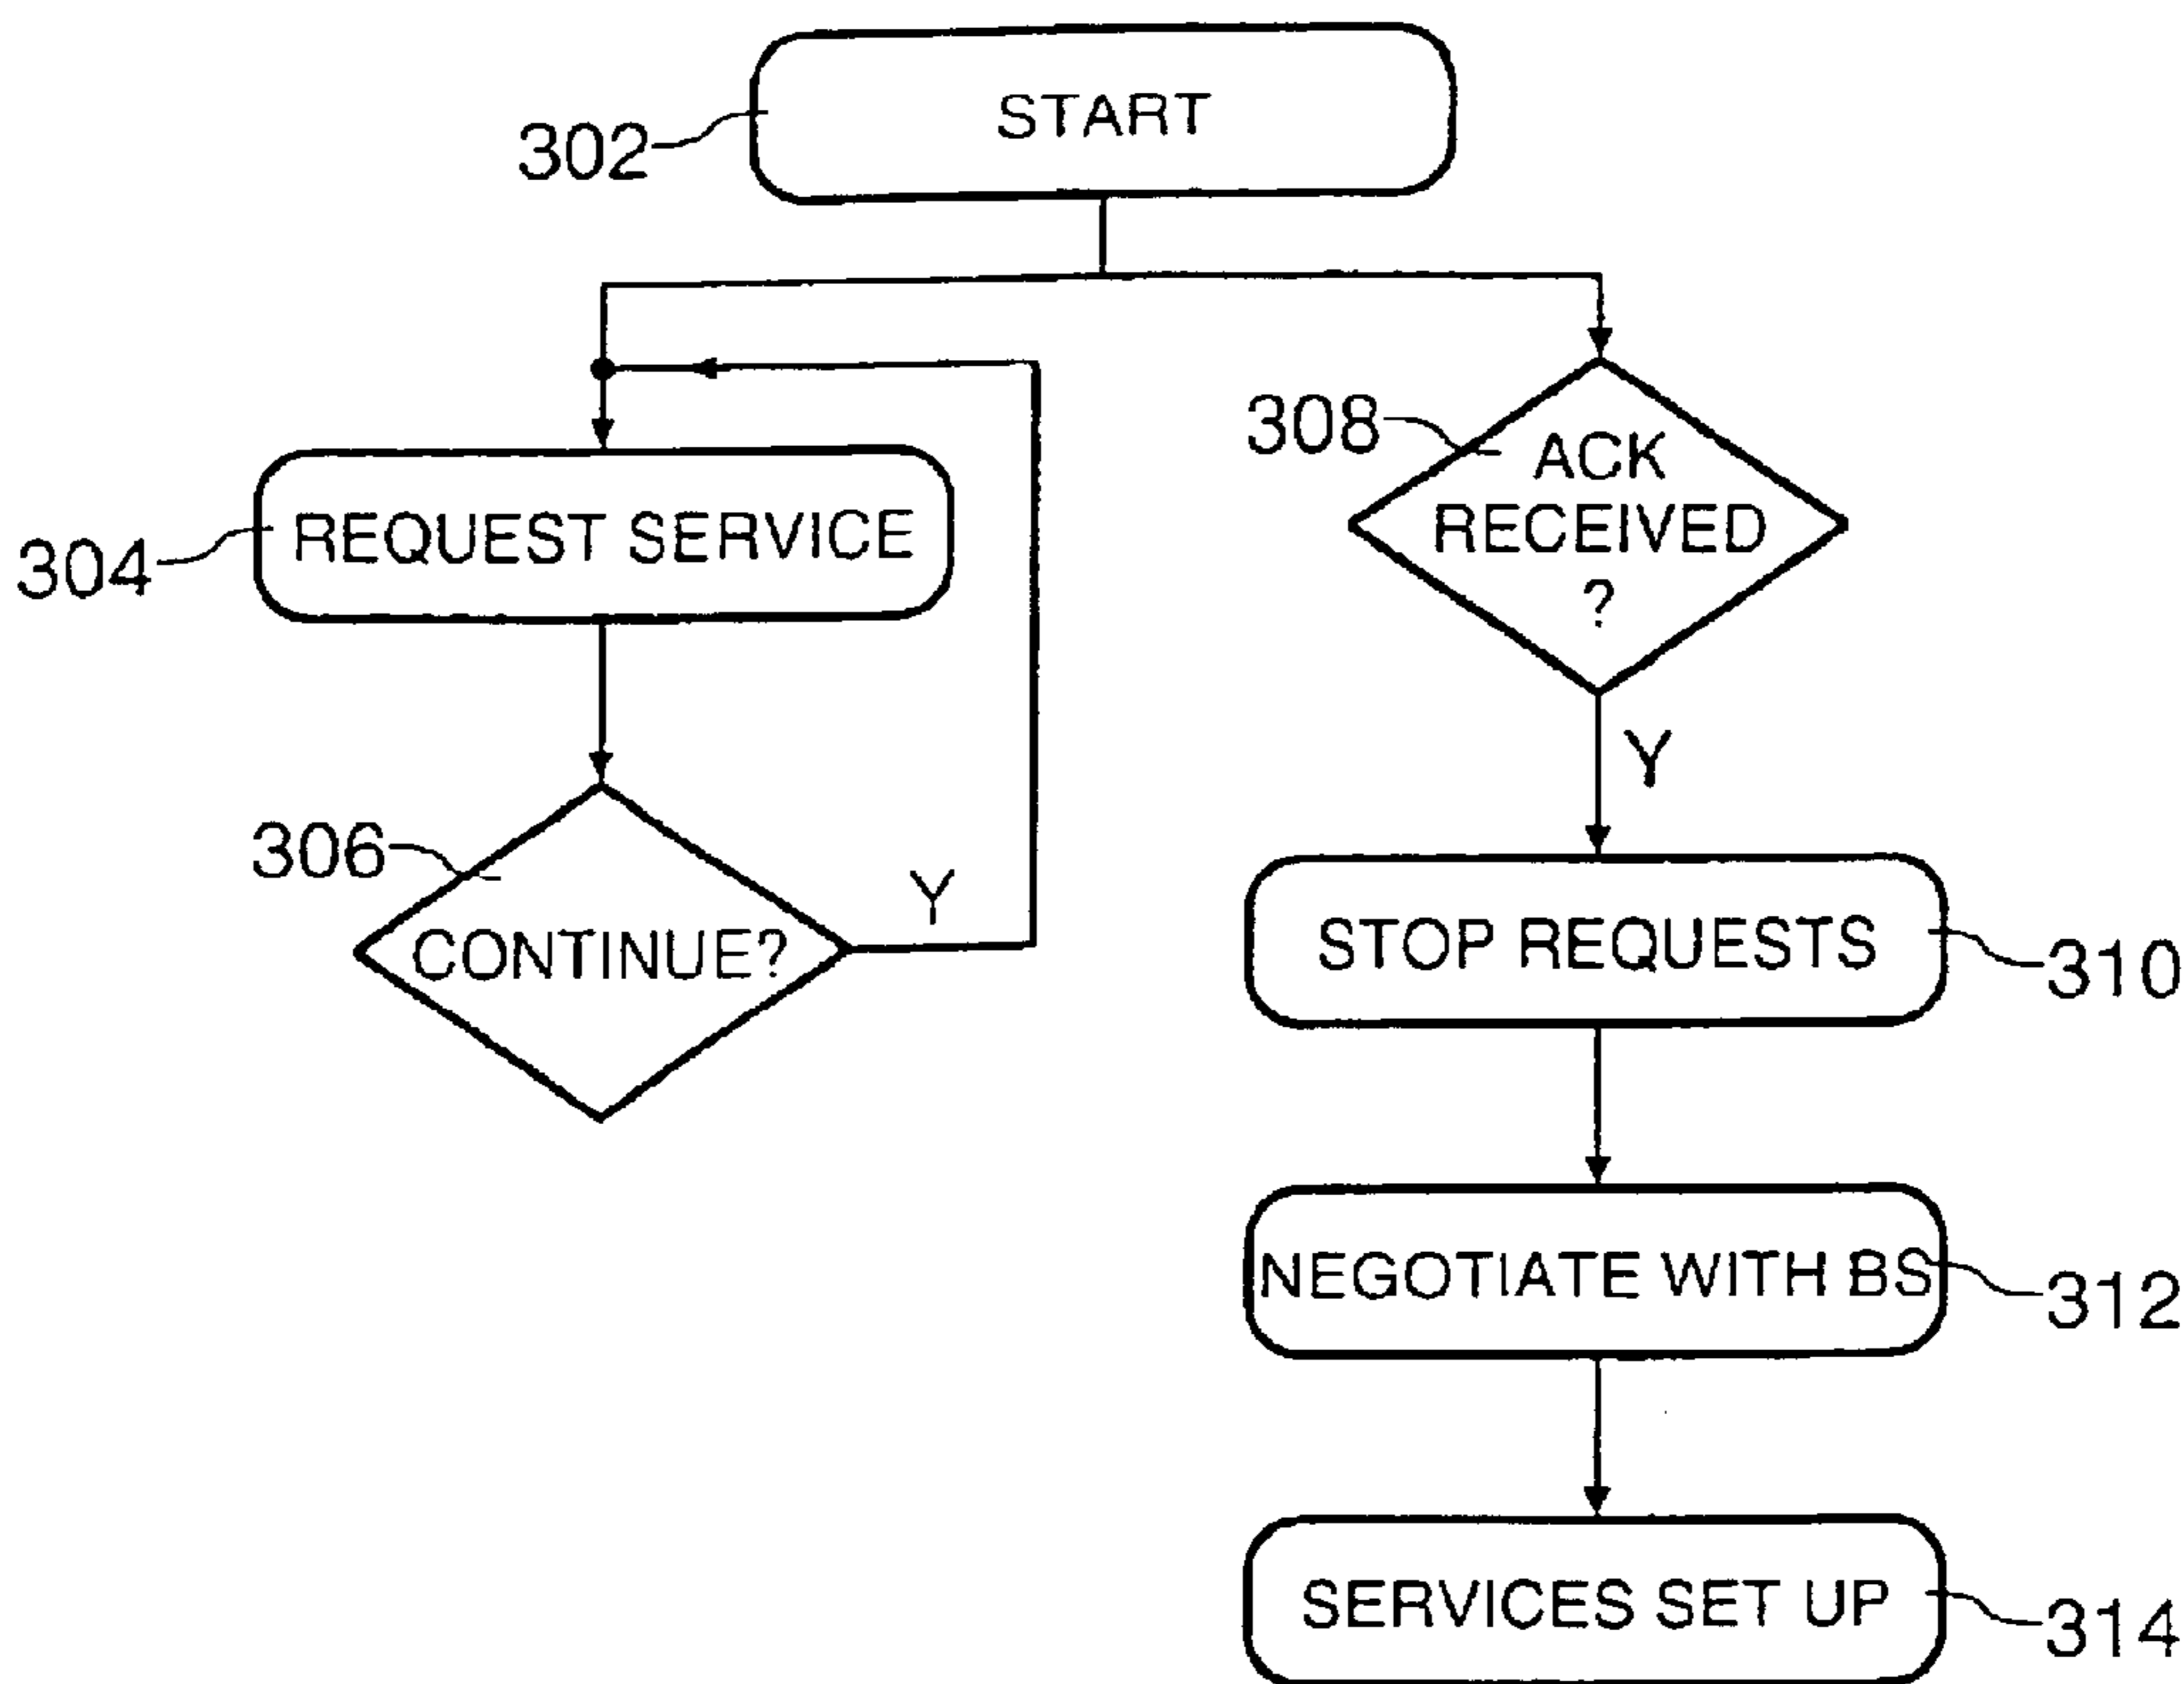 START
302
304
REQUEST SERVICE
306
CONTINUE?
Y
308
ACK
RECEIVED
?
Y
STOP REQUESTS
310
NEGOTIATE WITH BS
312
SERVICES SET UP
314